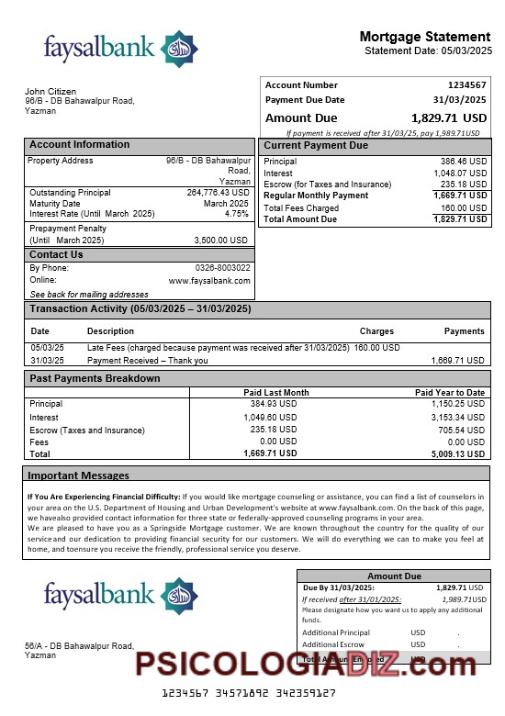 faysalbank
Mortgage Statement
Statement Date: 05/03/2025
John Citizen
96/B - DB Bahawalpur Road,
Yazman
Account Number 1234567
Payment Due Date 31/03/2025
Amount Due 1,829.71 USD
If payment is received after 31/03/25, pay 1,989.71USD
Account Information
Property Address 96/B - DB Bahawalpur
Road,
Yazman
Outstanding Principal 264,776.43 USD
Maturity Date March 2025
Interest Rate (Until March 2025) 4.75%
Prepayment Penalty
(Until March 2025) 3,500.00 USD
Contact Us
By Phone: 0326-8003022
Online: www.faysalbank.com
See back for mailing addresses
Current Payment Due
Principal 386.46 USD
Interest 1,048.07 USD
Escrow (for Taxes and Insurance) 235.18 USD
Regular Monthly Payment 1,669.71 USD
Total Fees Charged 160.00 USD
Total Amount Due 1,829.71 USD
Transaction Activity (05/03/2025 – 31/03/2025)
Date Description Charges Payments
05/03/25 Late Fees (charged because payment was received after 31/03/2025) 160.00 USD
31/03/25 Payment Received – Thank you 1,669.71 USD
Past Payments Breakdown
Paid Last Month Paid Year to Date
Principal 384.93 USD 1,150.25 USD
Interest 1,049.60 USD 3,153.34 USD
Escrow (Taxes and Insurance) 235.18 USD 705.54 USD
Fees 0.00 USD 0.00 USD
Total 1,669.71 USD 5,009.13 USD
Important Messages
If You Are Experiencing Financial Difficulty: If you would like mortgage counseling or assistance, you can find a list of counselors in
your area on the U.S. Department of Housing and Urban Development's website at www.faysalbank.com. On the back of this page,
we havealso provided contact information for three state or federally-approved counseling programs in your area.
We are pleased to have you as a Springside Mortgage customer. We are known throughout the country for the quality of our
service and our dedication to providing financial security for our customers. We will do everything we can to make you feel at
home, and toensure you receive the friendly, professional service you deserve.
faysalbank
56/A - DB Bahawalpur Road,
Yazman
Amount Due
Due By 31/03/2025: 1,829.71 USD
If received after 31/01/2025: 1,989.71USD
Please designate how you want us to apply any additional
funds.
Additional Principal USD .
Additional Escrow USD .
Total Amount Enclosed USD .
PSICOLOGIADIZ.com
1234567 34571892 342359127